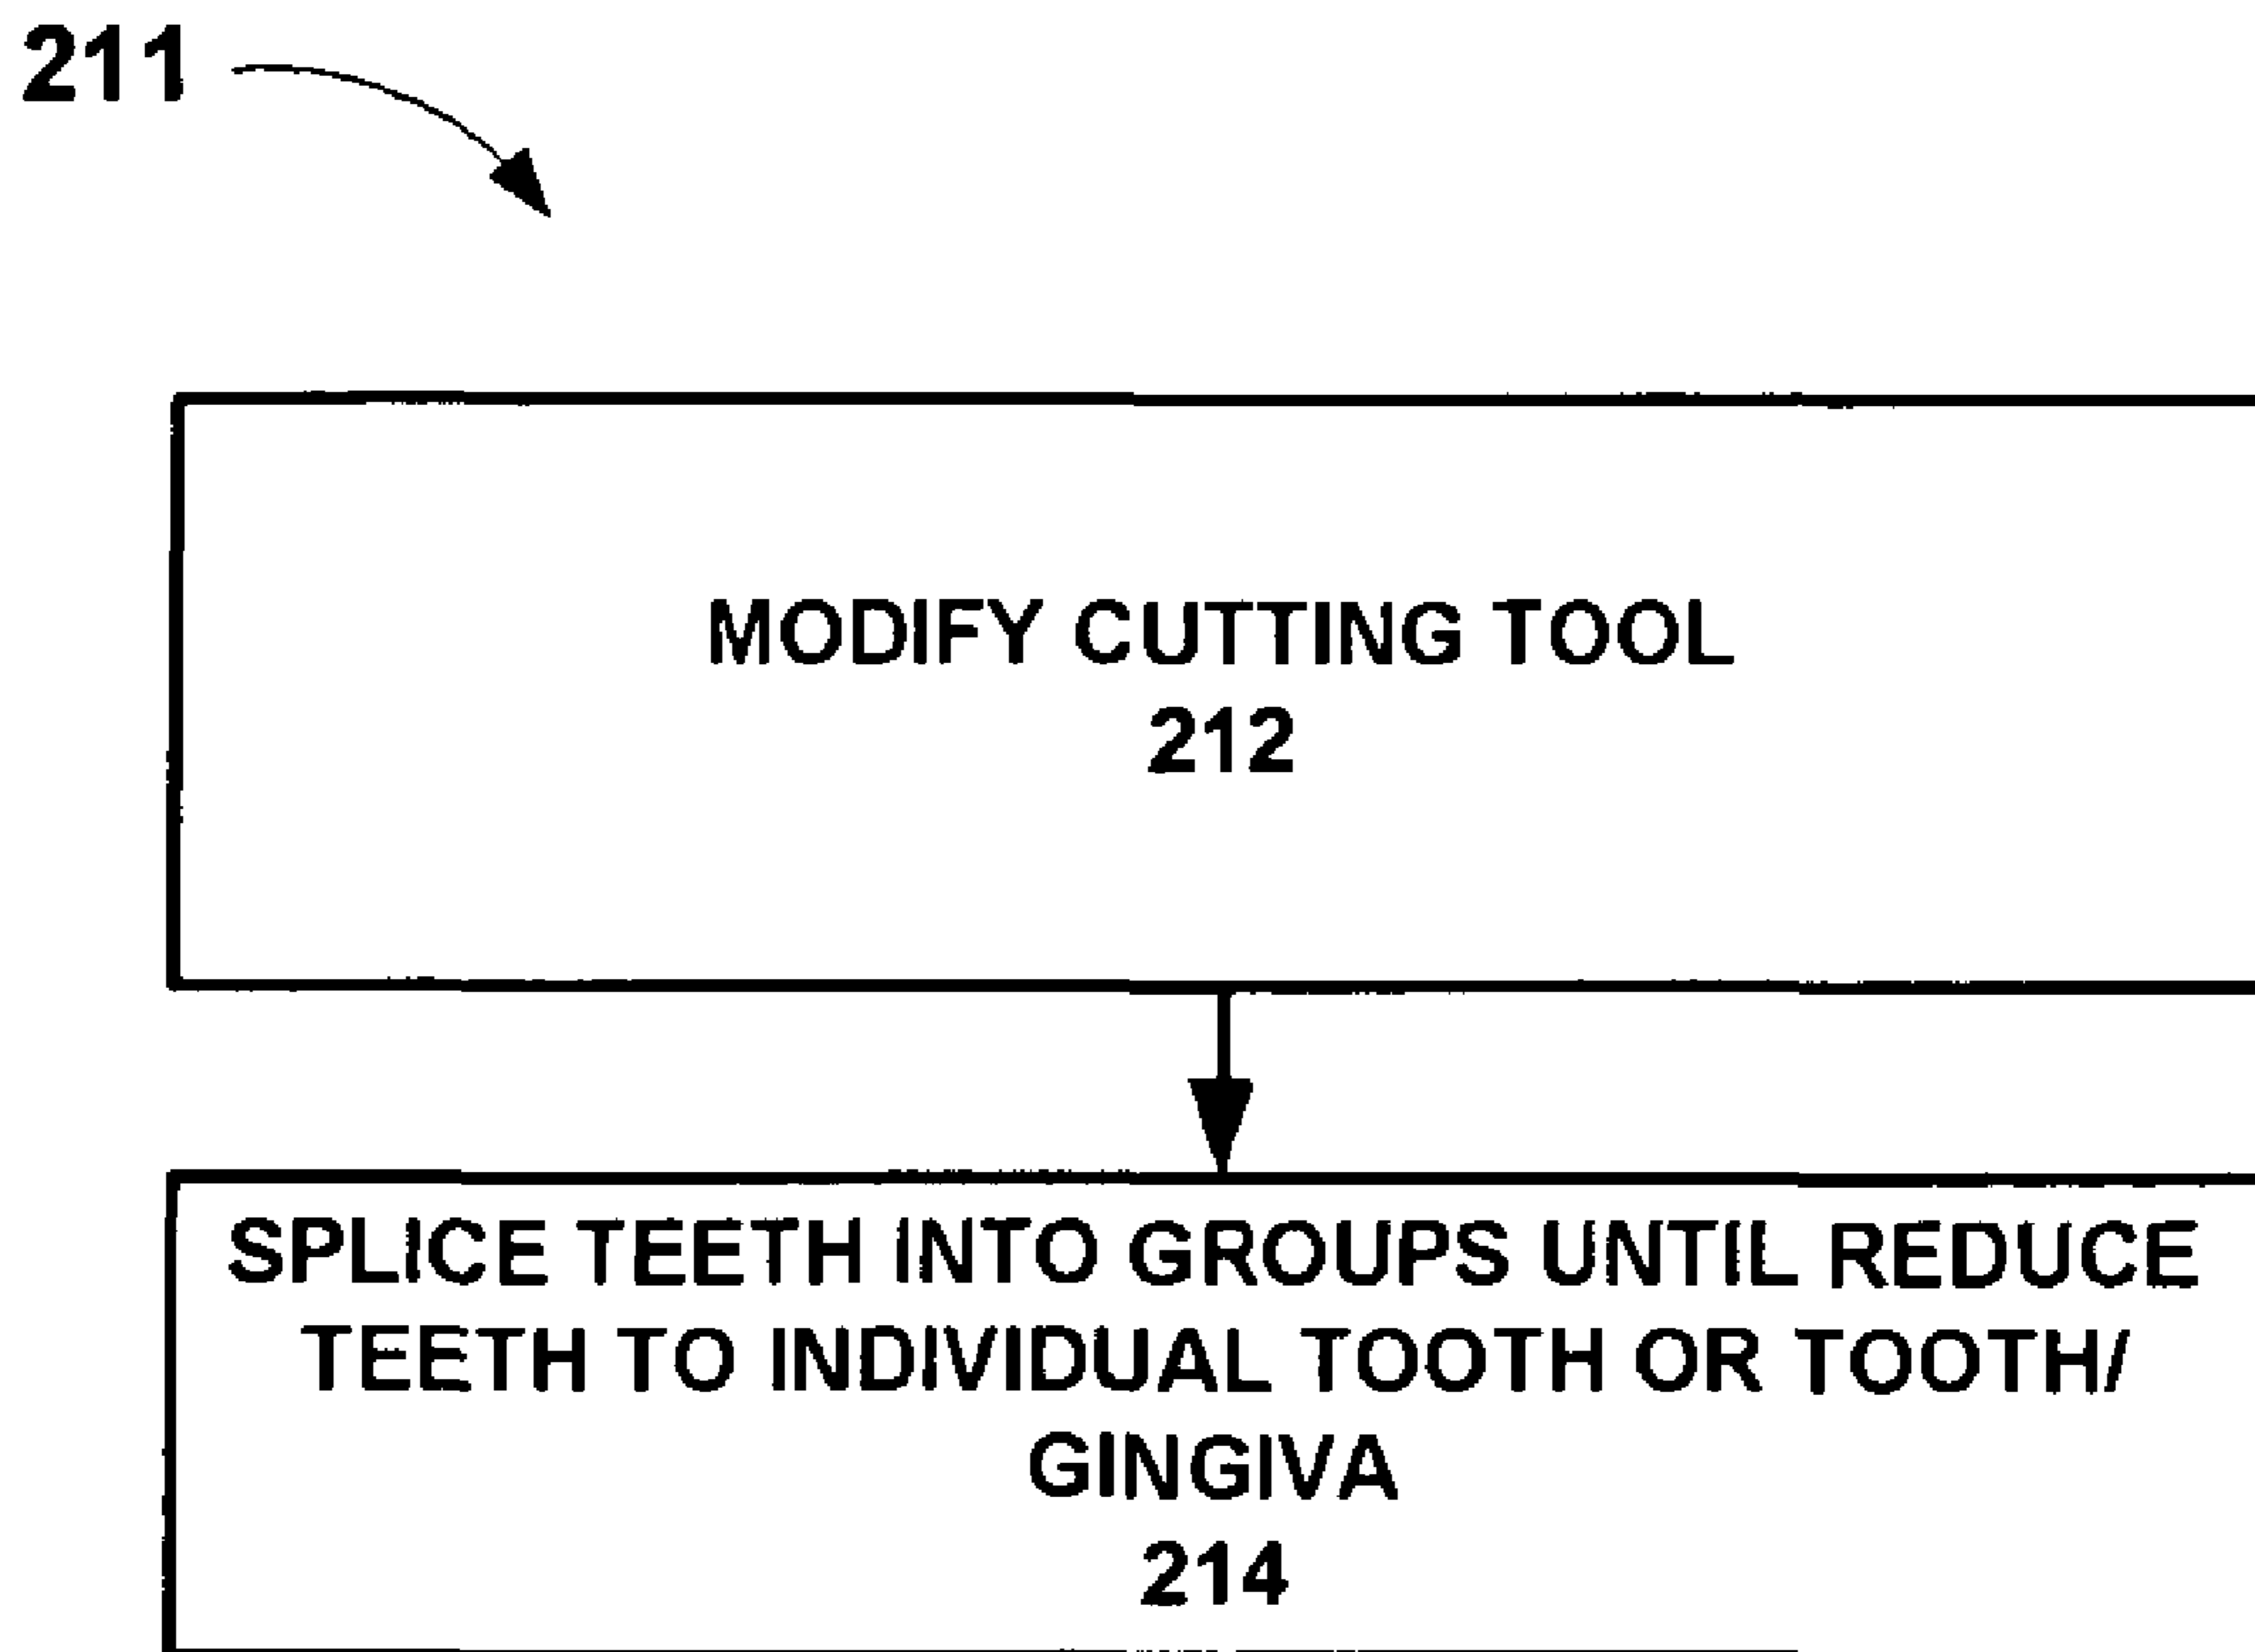 211
MODIFY CUTTING TOOL
212
SPLICE TEETH INTO GROUPS UNTIL REDUCE
TEETH TO INDIVIDUAL TOOTH OR TOOTH/
GINGIVA
214